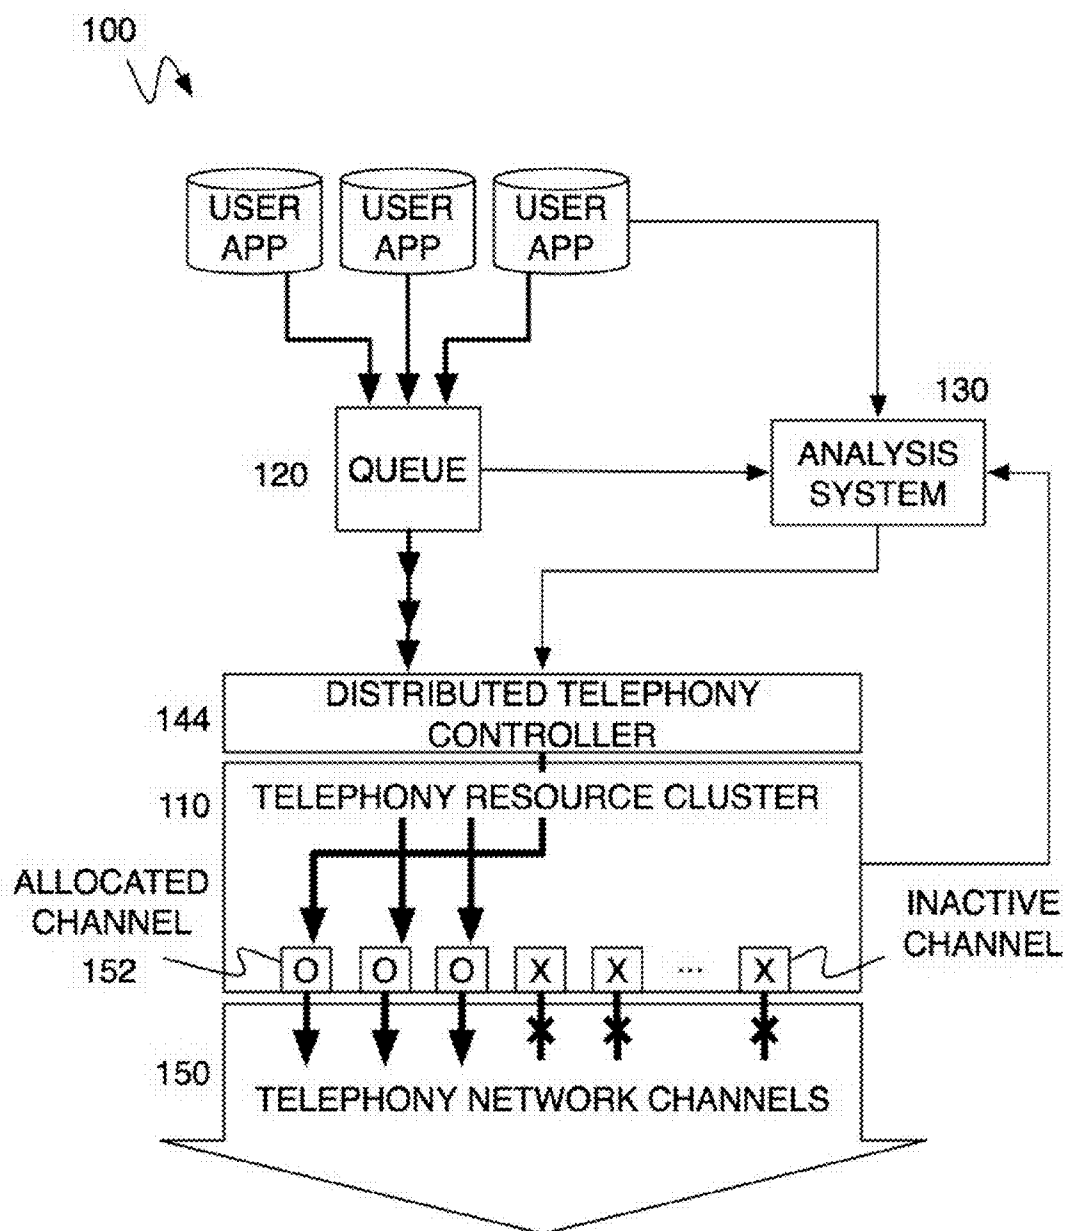 100
USER
APP
USER
APP
USER
APP
130
120
QUEUE
ANALYSIS
SYSTEM
144
DISTRIBUTED TELEPHONY
CONTROLLER
110
TELEPHONY RESOURCE CLUSTER
ALLOCATED
CHANNEL
152
INACTIVE
CHANNEL
O O O X X ... X
150
TELEPHONY NETWORK CHANNELS